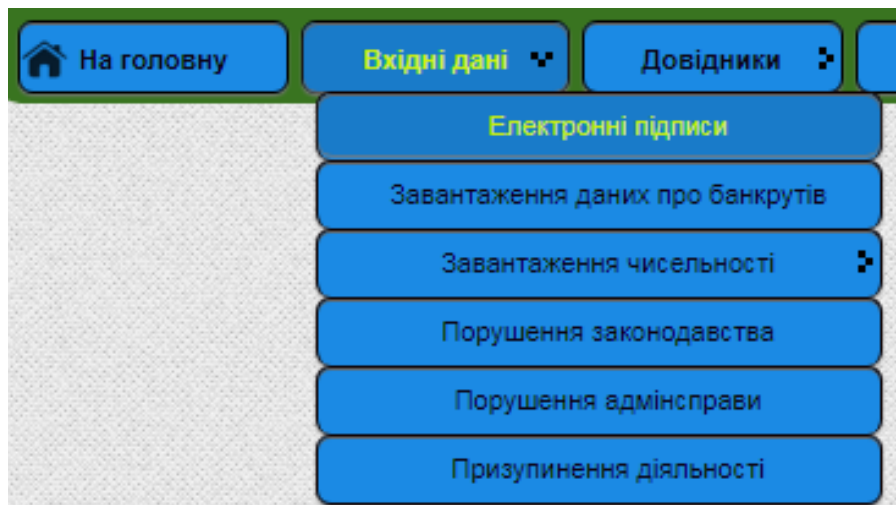 На головну
Вхідні дані
Довідники
Електронні підписи
Завантаження даних про банкрутів
Завантаження чисельності
Порушення законодавства
Порушення адмінсправи
Призупинення діяльності